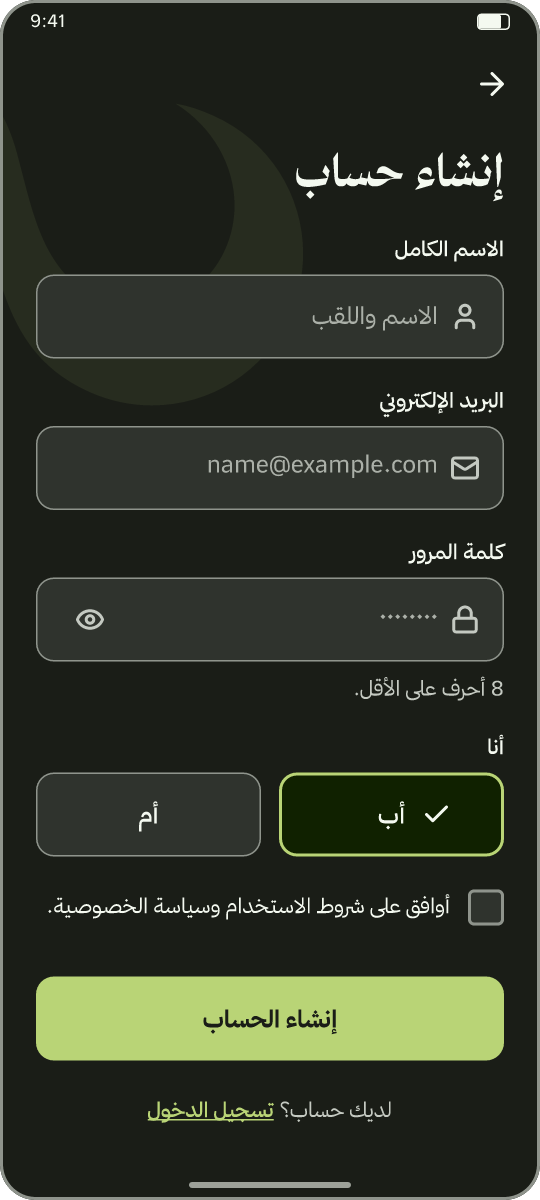 9:41
إنشاء حساب
الاسم الكامل
الاسم واللقب
البريد الإلكتروني
name@example.com
كلمة المرور
........
8 أحرف على الأقل.
أنا
أب
أم
أوافق على شروط الاستخدام وسياسة الخصوصية.
إنشاء الحساب
لديك حساب؟ تسجيل الدخول